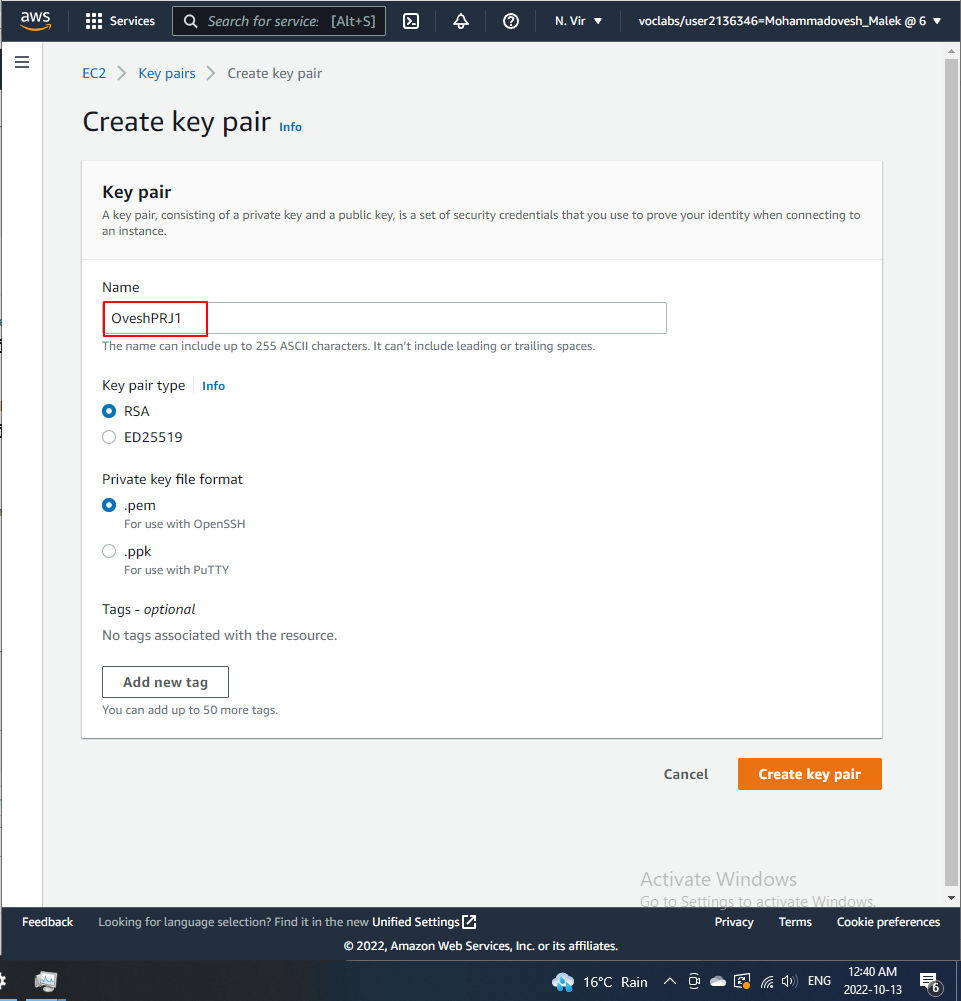 aws Services Search for service: [Alt+S] N. Vir voclabs/user2136346=Mohammadovesh_Malek @ 6
EC2 Key pairs Create key pair
Create key pair Info
Key pair
A key pair, consisting of a private key and a public key, is a set of security credentials that you use to prove your identity when connecting to
an instance.
Name
OveshPRJ1
The name can include up to 255 ASCII characters. It can't include leading or trailing spaces.
Key pair type Info
RSA
ED25519
Private key file format
.pem
For use with OpenSSH
.ppk
For use with PuTTY
Tags - optional
No tags associated with the resource.
Add new tag
You can add up to 50 more tags.
Cancel Create key pair
Activate Windows
Go to Settings to activate Windows.
Feedback Looking for language selection? Find it in the new Unified Settings Privacy Terms Cookie preferences
© 2022, Amazon Web Services, Inc. or its affiliates.
16°C Rain ENG 12:40 AM
2022-10-13 6